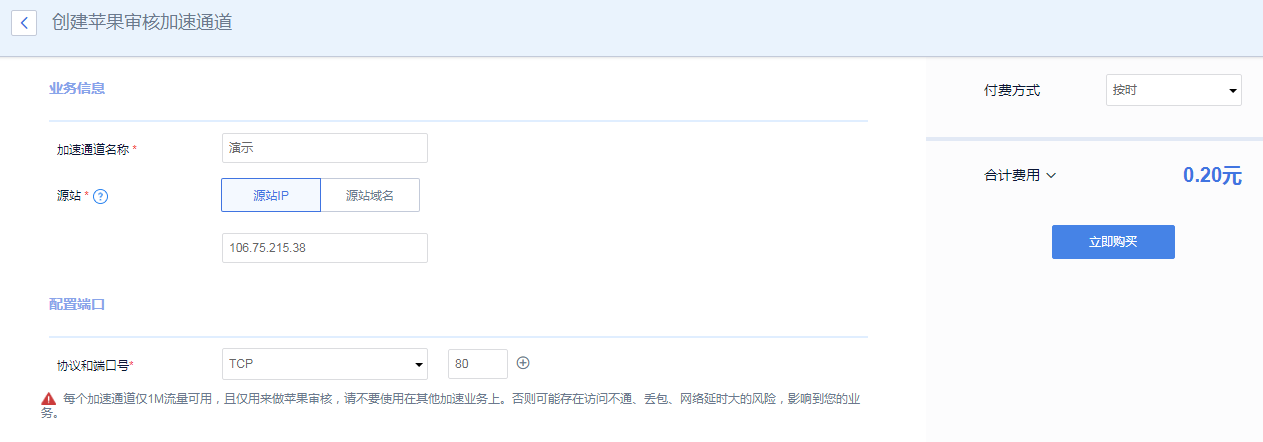 创建苹果审核加速通道
业务信息
加速通道名称 *
演示
源站 * ?
源站IP
源站域名
106.75.215.38
配置端口
协议和端口号*
TCP
80
每个加速通道仅1M流量可用，且仅用来做苹果审核，请不要使用在其他加速业务上。否则可能存在访问不通、丢包、网络延时大的风险，影响到您的业
务。
付费方式
按时
合计费用
0.20元
立即购买